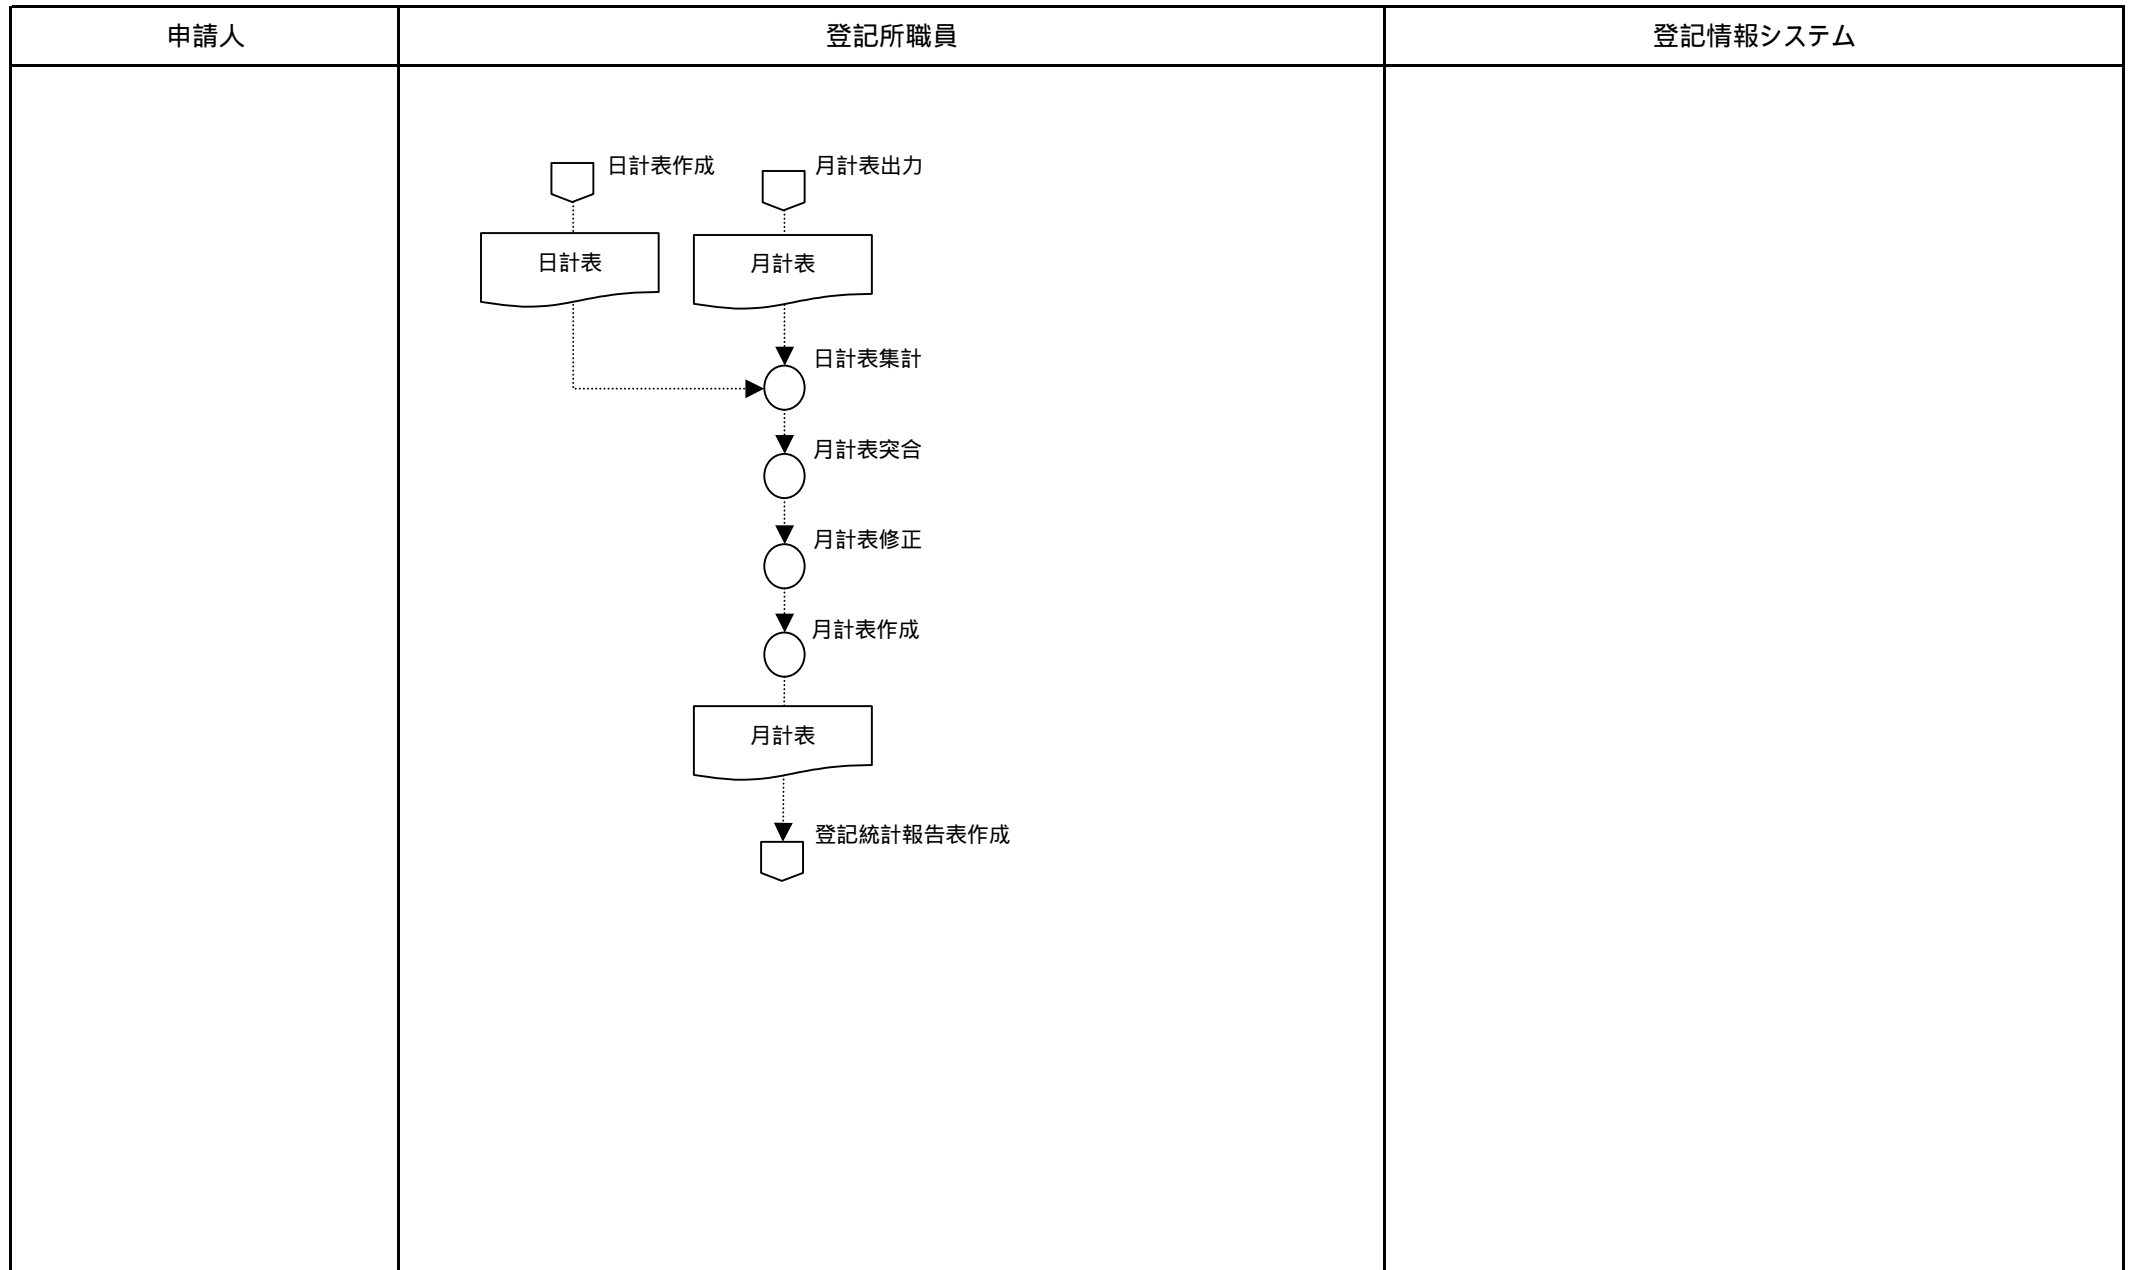 申請人
登記所職員
登記情報システム
日計表作成
月計表出力
日計表
月計表
日計表集計
月計表突合
月計表修正
月計表作成
月計表
登記統計報告表作成